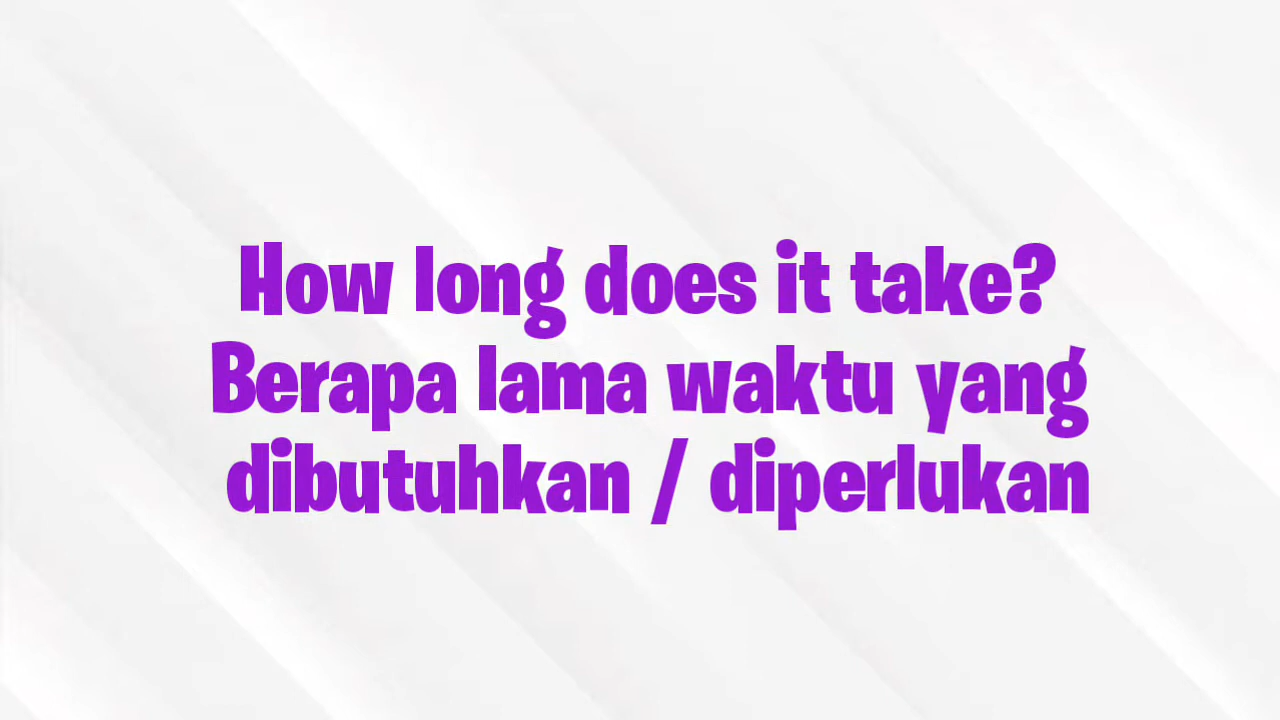 How long does it take?
Berapa lama waktu yang
dibutuhkan / diperlukan